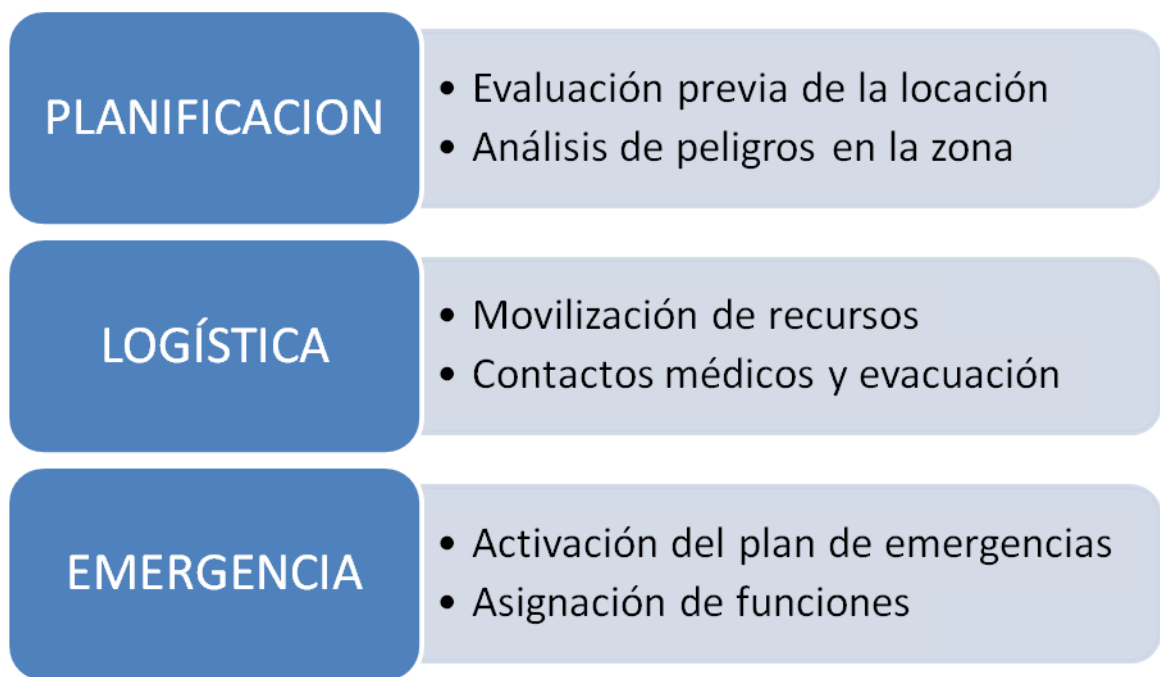 PLANIFICACION
• Evaluación previa de la locación
• Análisis de peligros en la zona
LOGÍSTICA
• Movilización de recursos
• Contactos médicos y evacuación
EMERGENCIA
• Activación del plan de emergencias
• Asignación de funciones